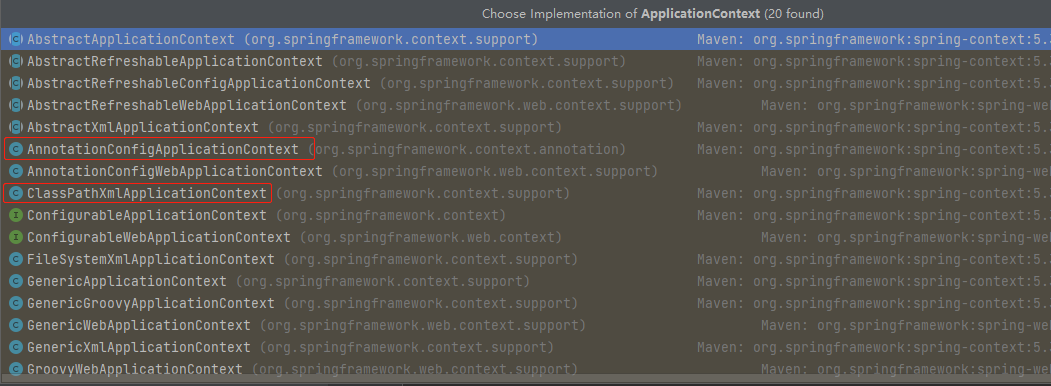 Choose Implementation of ApplicationContext (20 found)
AbstractApplicationContext (org.springframework.context.support) Maven: org.springframework:spring-context:5.
AbstractRefreshableApplicationContext (org.springframework.context.support) Maven: org.springframework:spring-context:5.
AbstractRefreshableConfigApplicationContext (org.springframework.context.support) Maven: org.springframework:spring-context:5.
AbstractRefreshableWebApplicationContext (org.springframework.web.context.support) Maven: org.springframework:spring-we
AbstractXmlApplicationContext (org.springframework.context.support) Maven: org.springframework:spring-context:5.
AnnotationConfigApplicationContext (org.springframework.context.annotation) Maven: org.springframework:spring-context:5.
AnnotationConfigWebApplicationContext (org.springframework.web.context.support) Maven: org.springframework:spring-we
ClassPathXmlApplicationContext (org.springframework.context.support) Maven: org.springframework:spring-context:5.
ConfigurableApplicationContext (org.springframework.context) Maven: org.springframework:spring-context:5.
ConfigurableWebApplicationContext (org.springframework.web.context) Maven: org.springframework:spring-we
FileSystemXmlApplicationContext (org.springframework.context.support) Maven: org.springframework:spring-context:5.
GenericApplicationContext (org.springframework.context.support) Maven: org.springframework:spring-context:5.
GenericGroovyApplicationContext (org.springframework.context.support) Maven: org.springframework:spring-context:5.
GenericWebApplicationContext (org.springframework.web.context.support) Maven: org.springframework:spring-we
GenericXmlApplicationContext (org.springframework.context.support) Maven: org.springframework:spring-context:5.
GroovyWebApplicationContext (org.springframework.web.context.support) Maven: org.springframework:spring-we